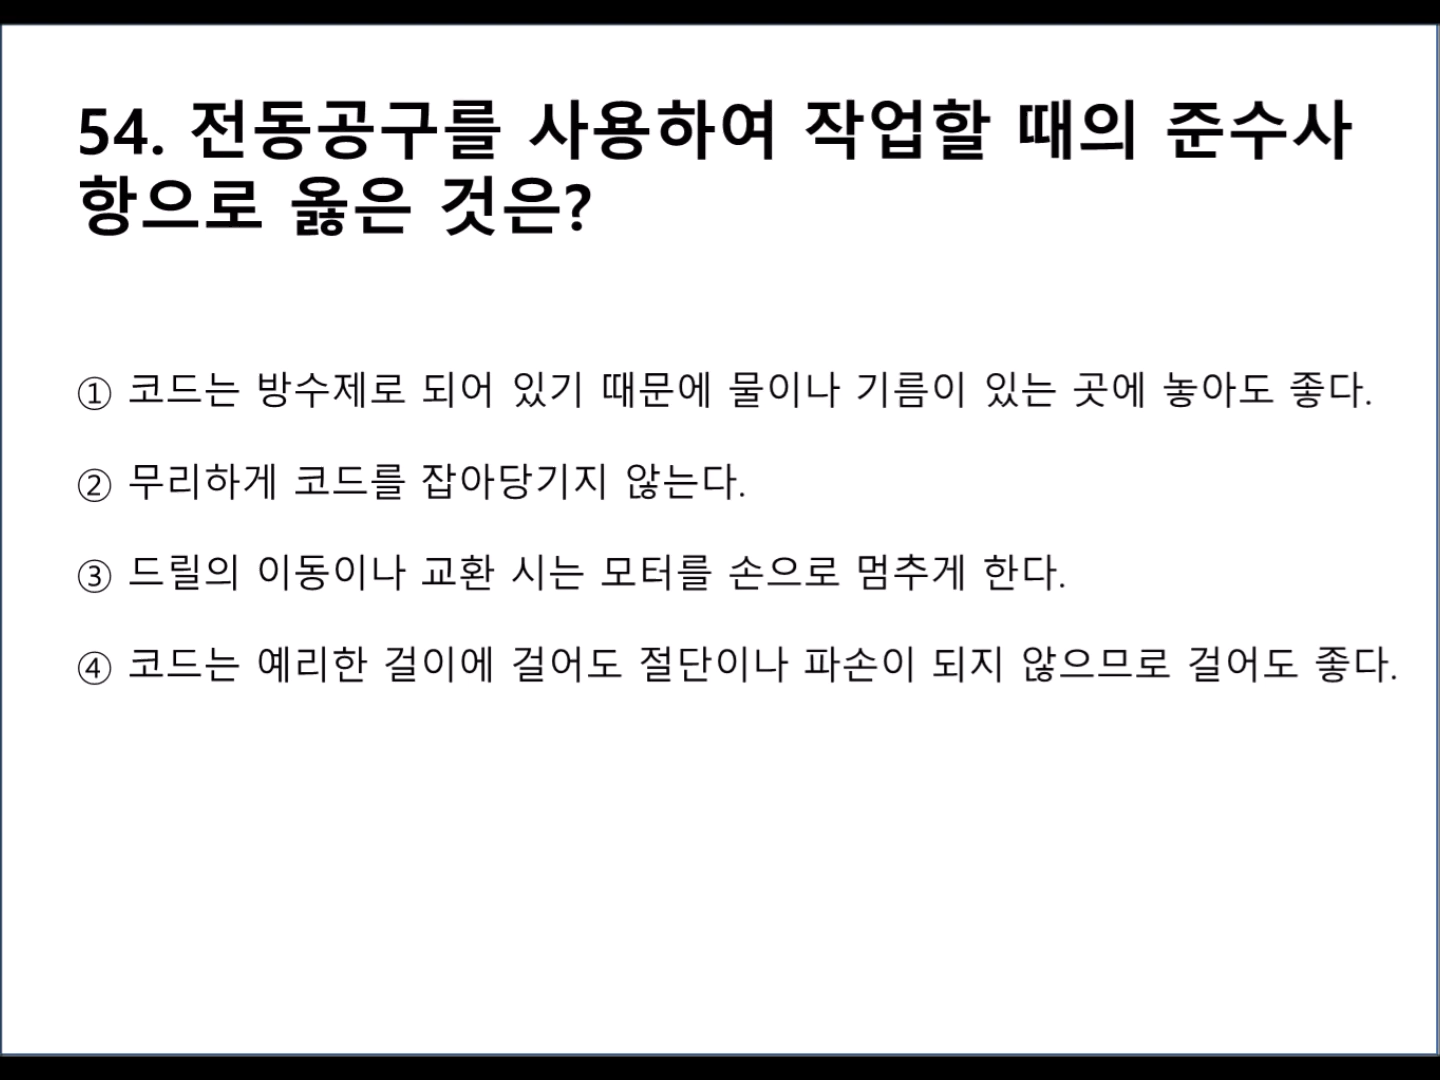 54. 전동공구를 사용하여 작업할 때의 준수사
항으로 옳은 것은?
① 코드는 방수제로 되어 있기 때문에 물이나 기름이 있는 곳에 놓아도 좋다.
② 무리하게 코드를 잡아당기지 않는다.
③ 드릴의 이동이나 교환 시는 모터를 손으로 멈추게 한다.
④ 코드는 예리한 걸이에 걸어도 절단이나 파손이 되지 않으므로 걸어도 좋다.